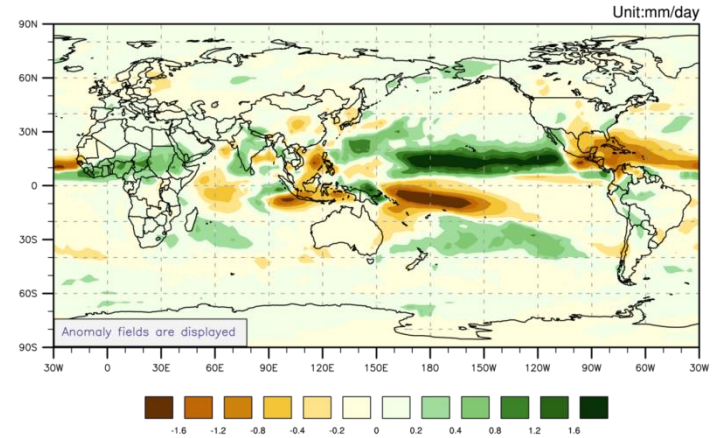 Unit:mm/day
90N
60N
30N
0
30S
60S
90S
Anomaly fields are displayed
30W 0 30E 60E 90E 120E 150E 180 150W 120W 90W 60W 30W
-1.6 -1.2 -0.8 -0.4 -0.2 0 0.2 0.4 0.8 1.2 1.6